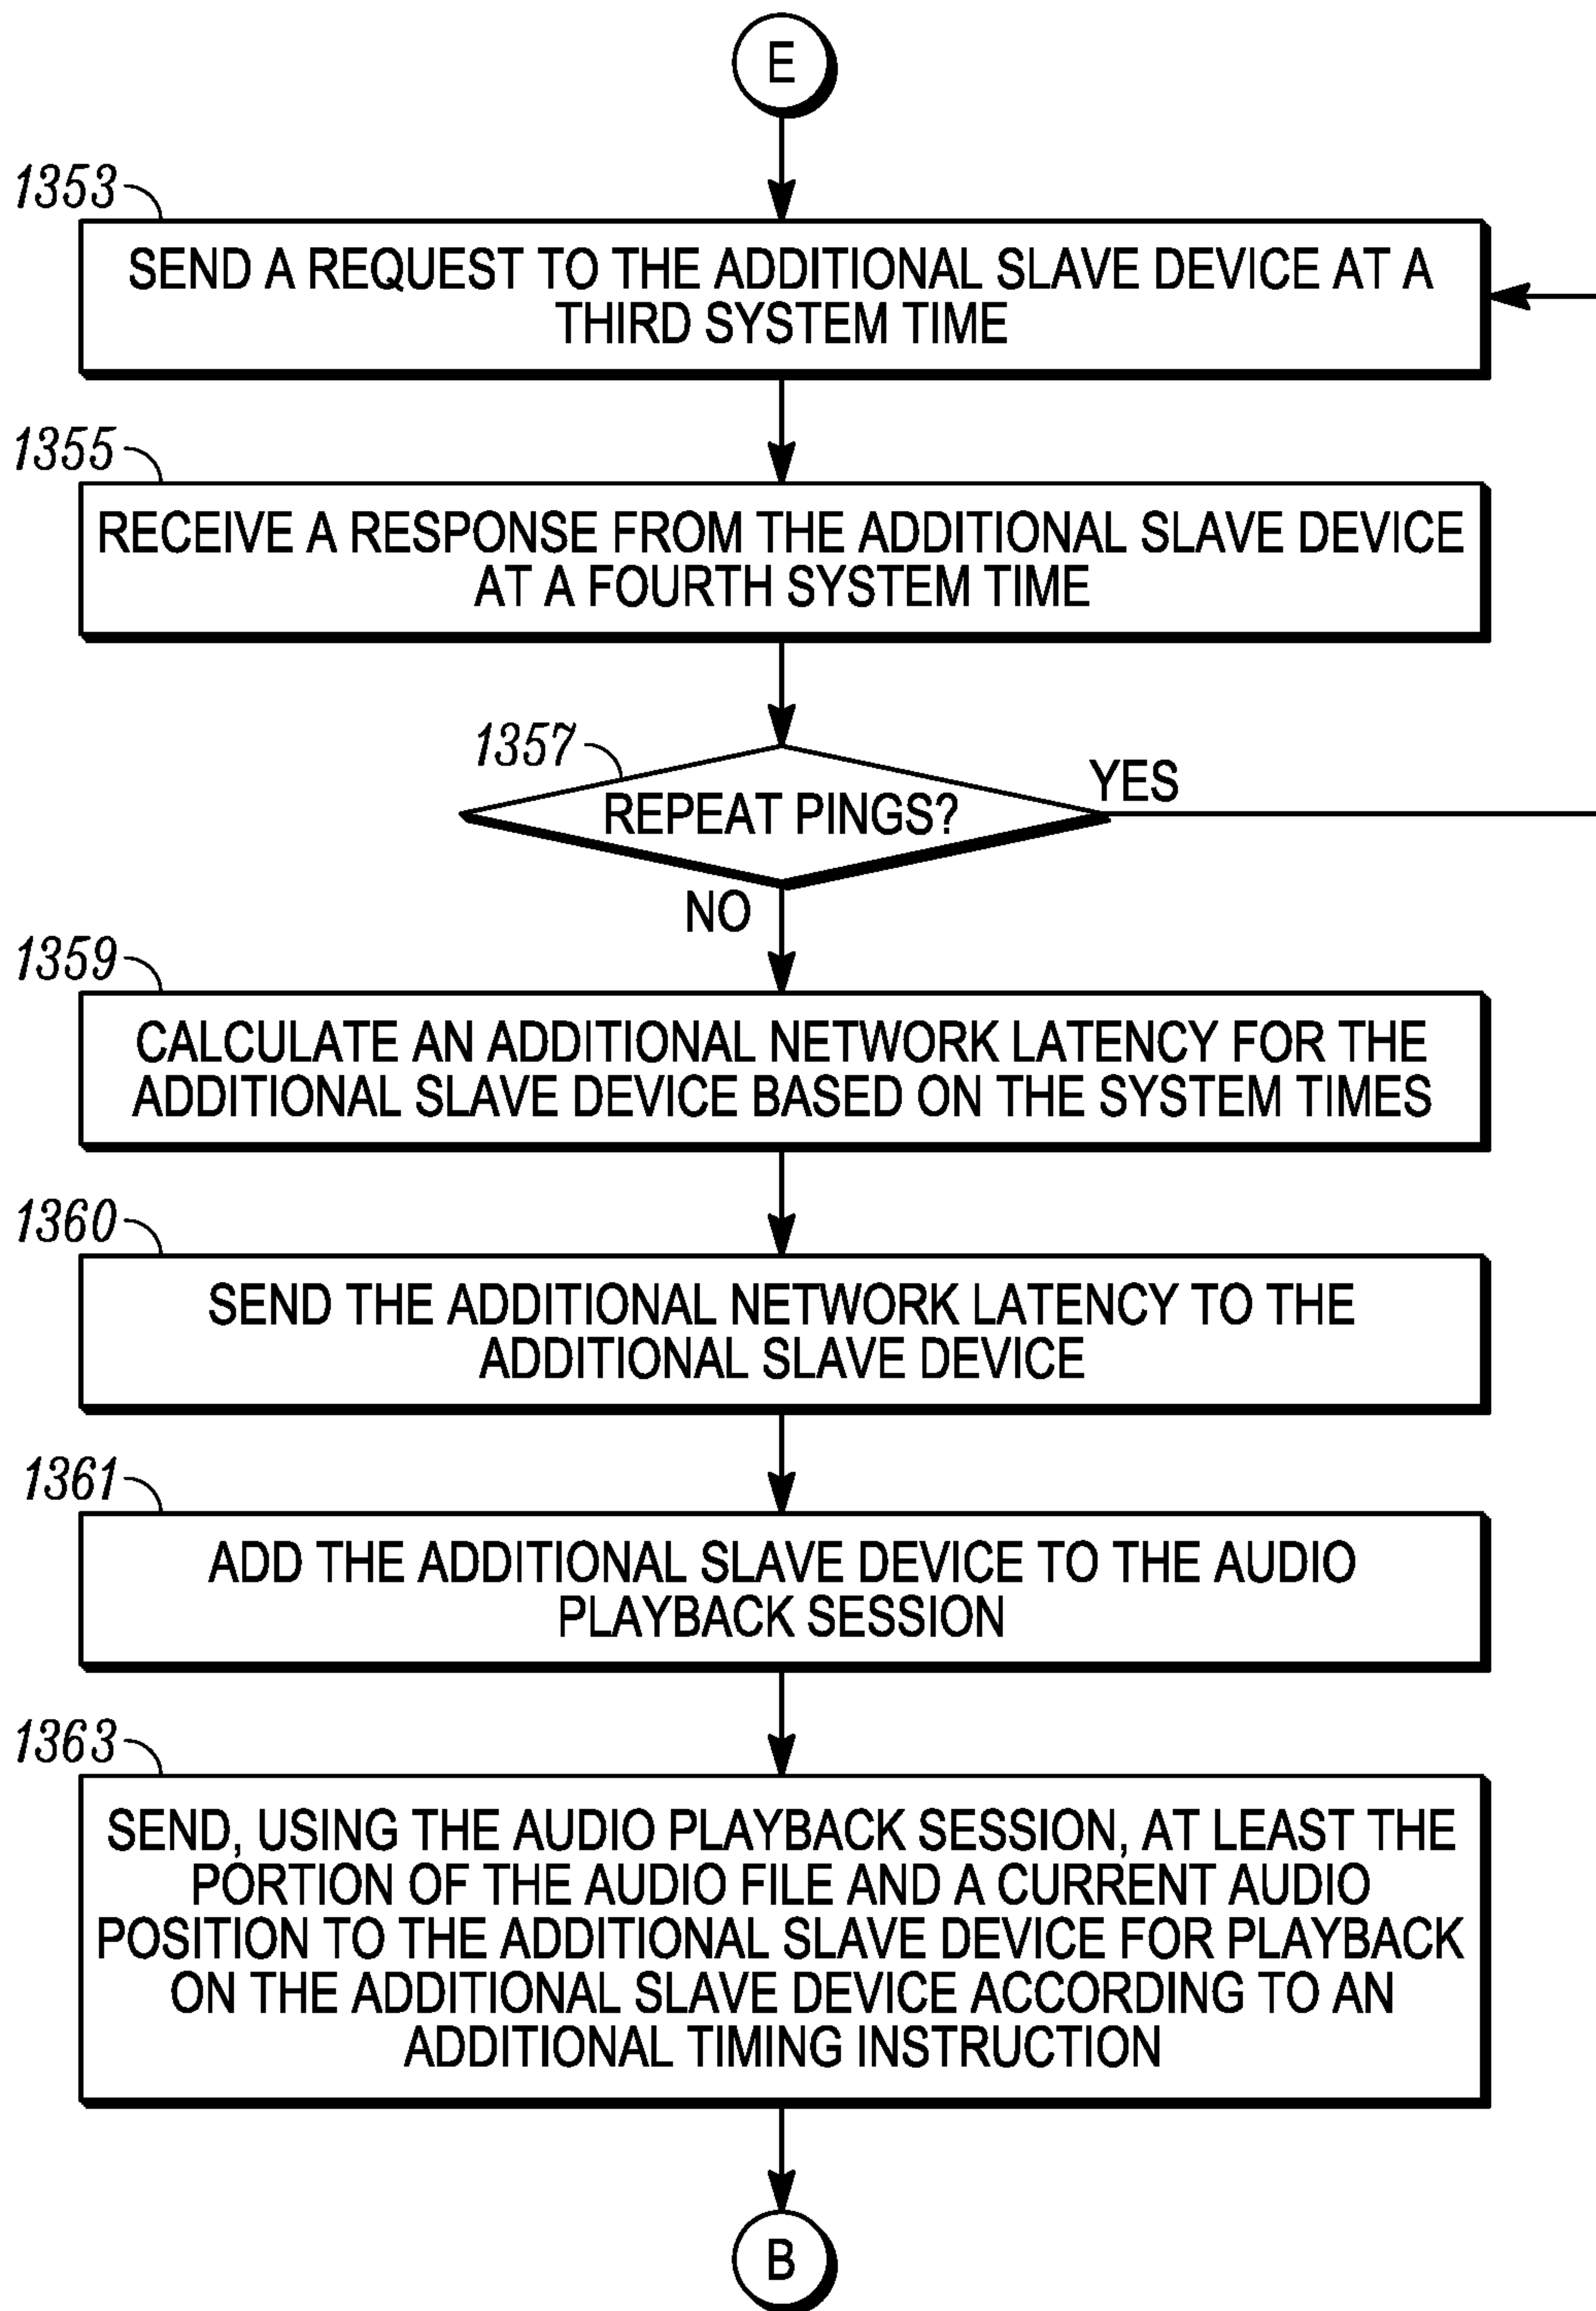 E
1353
SEND A REQUEST TO THE ADDITIONAL SLAVE DEVICE AT A
THIRD SYSTEM TIME
1355
RECEIVE A RESPONSE FROM THE ADDITIONAL SLAVE DEVICE
AT A FOURTH SYSTEM TIME
1357
REPEAT PINGS?
YES
NO
1359
CALCULATE AN ADDITIONAL NETWORK LATENCY FOR THE
ADDITIONAL SLAVE DEVICE BASED ON THE SYSTEM TIMES
1360
SEND THE ADDITIONAL NETWORK LATENCY TO THE
ADDITIONAL SLAVE DEVICE
1361
ADD THE ADDITIONAL SLAVE DEVICE TO THE AUDIO
PLAYBACK SESSION
1363
SEND, USING THE AUDIO PLAYBACK SESSION, AT LEAST THE
PORTION OF THE AUDIO FILE AND A CURRENT AUDIO
POSITION TO THE ADDITIONAL SLAVE DEVICE FOR PLAYBACK
ON THE ADDITIONAL SLAVE DEVICE ACCORDING TO AN
ADDITIONAL TIMING INSTRUCTION
B